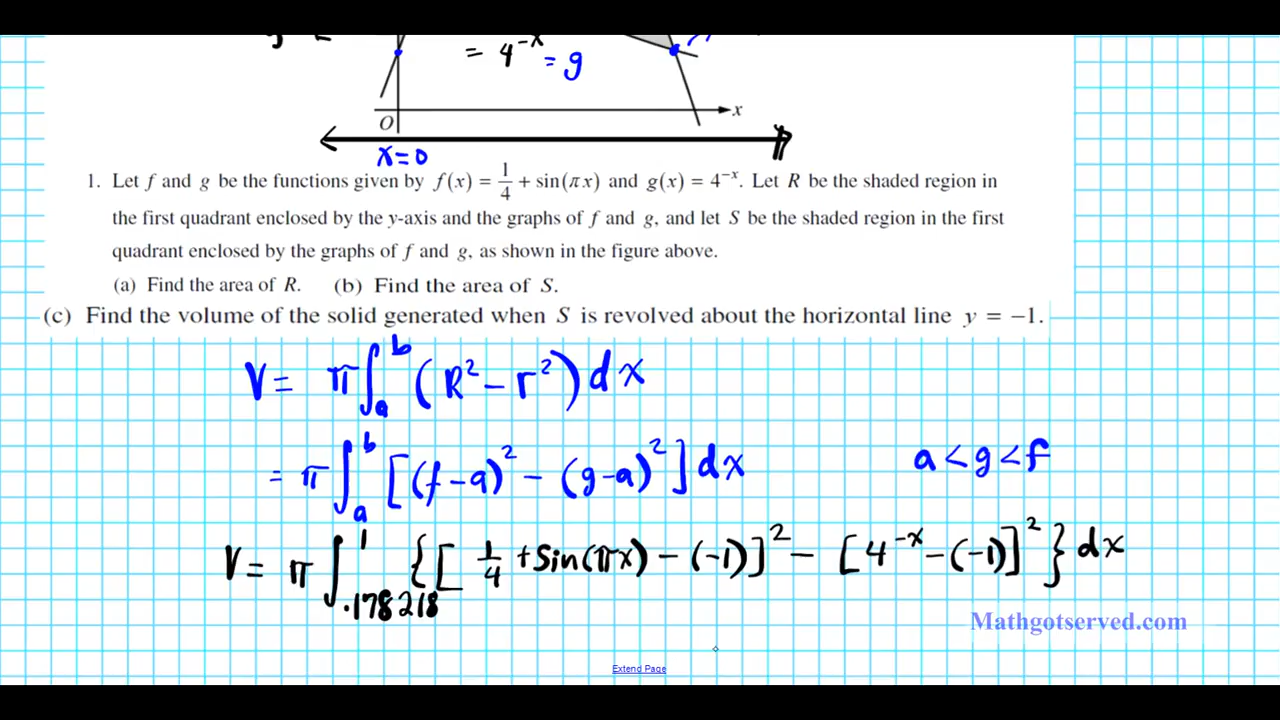 = 4^{-x} = g
O
x
x=0
1. Let f and g be the functions given by f(x) = 1/4 + sin(πx) and g(x) = 4^{-x}. Let R be the shaded region in
the first quadrant enclosed by the y-axis and the graphs of f and g, and let S be the shaded region in the first
quadrant enclosed by the graphs of f and g, as shown in the figure above.
(a) Find the area of R. (b) Find the area of S.
(c) Find the volume of the solid generated when S is revolved about the horizontal line y = −1.
V = π∫_a^b (R² − r²) dx
= π∫_a^b [(f−a)² − (g−a)²] dx a<g<f
V = π∫_{.178218}^1 {[1/4 + Sin(πx) − (−1)]² − [4^{-x} − (−1)]²} dx
Mathgotserved.com
Extend Page